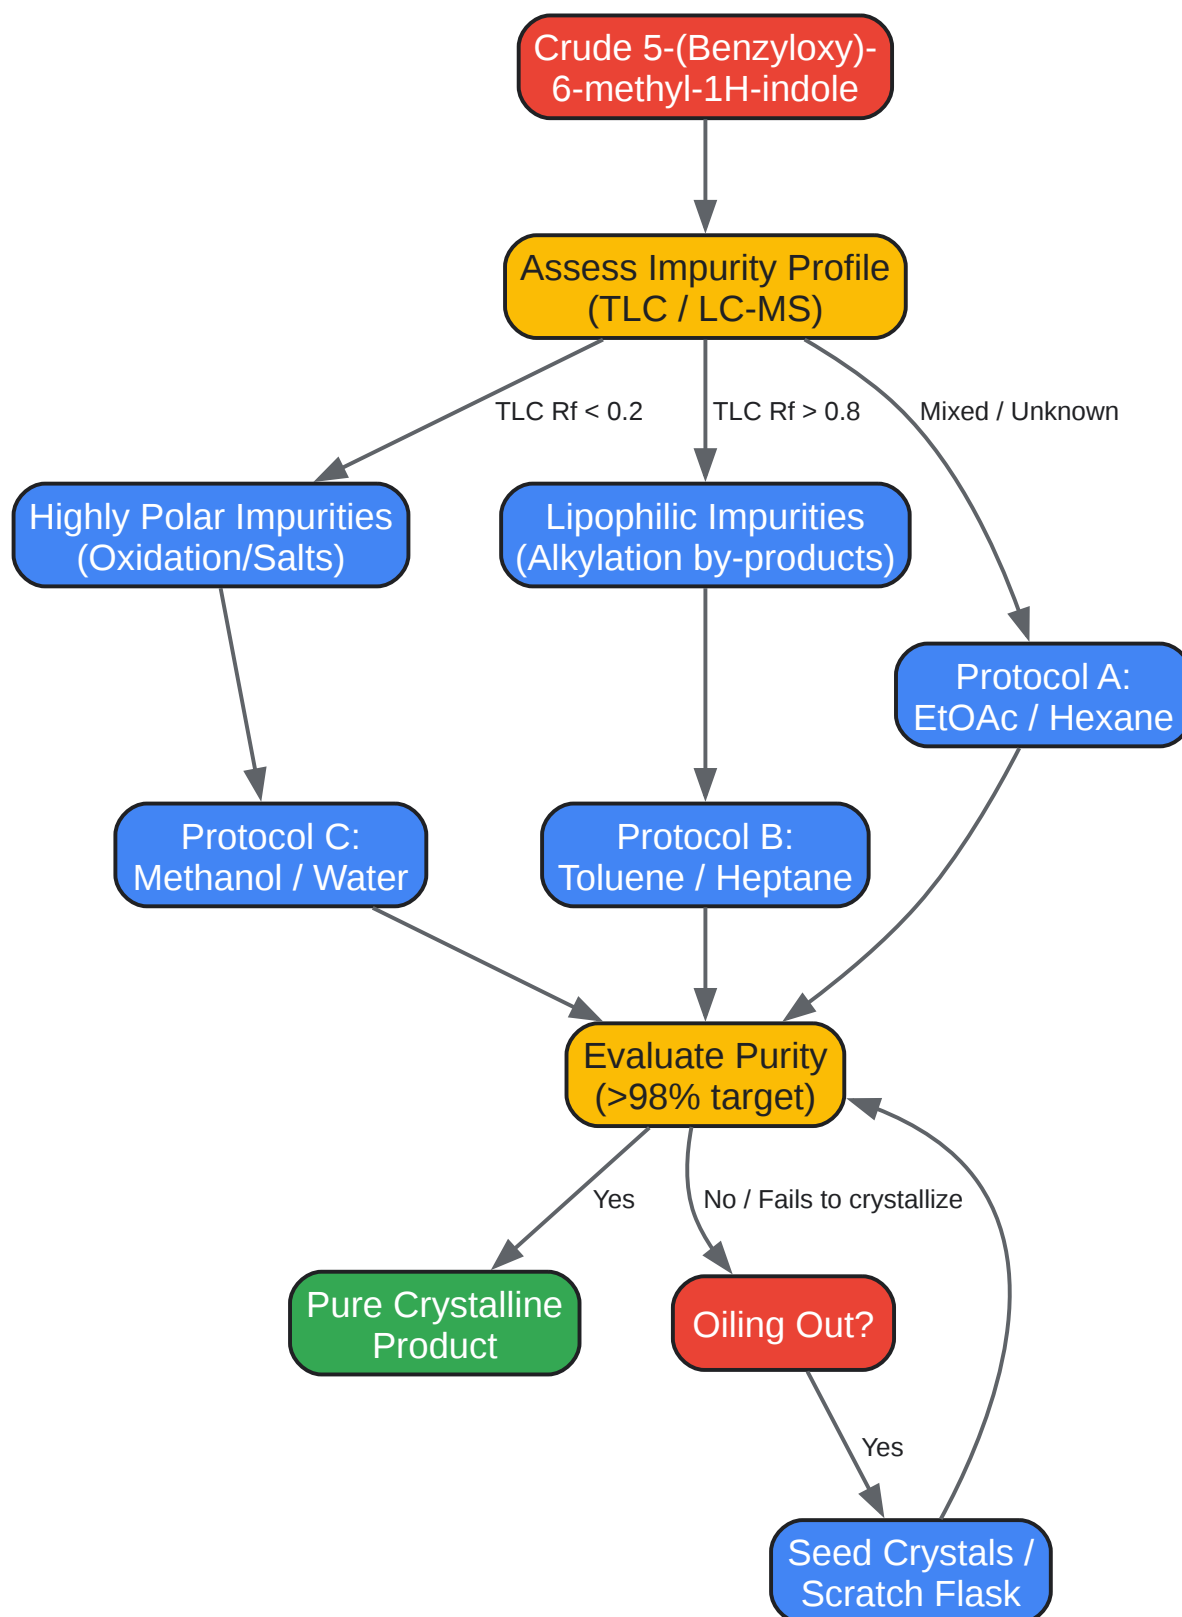 Crude 5-(Benzyloxy)-
6-methyl-1H-indole
Assess Impurity Profile
(TLC / LC-MS)
TLC Rf < 0.2
TLC Rf > 0.8
Mixed / Unknown
Highly Polar Impurities
(Oxidation/Salts)
Lipophilic Impurities
(Alkylation by-products)
Protocol A:
EtOAc / Hexane
Protocol C:
Methanol / Water
Protocol B:
Toluene / Heptane
Evaluate Purity
(>98% target)
Yes
No / Fails to crystallize
Pure Crystalline
Product
Oiling Out?
Yes
Seed Crystals /
Scratch Flask